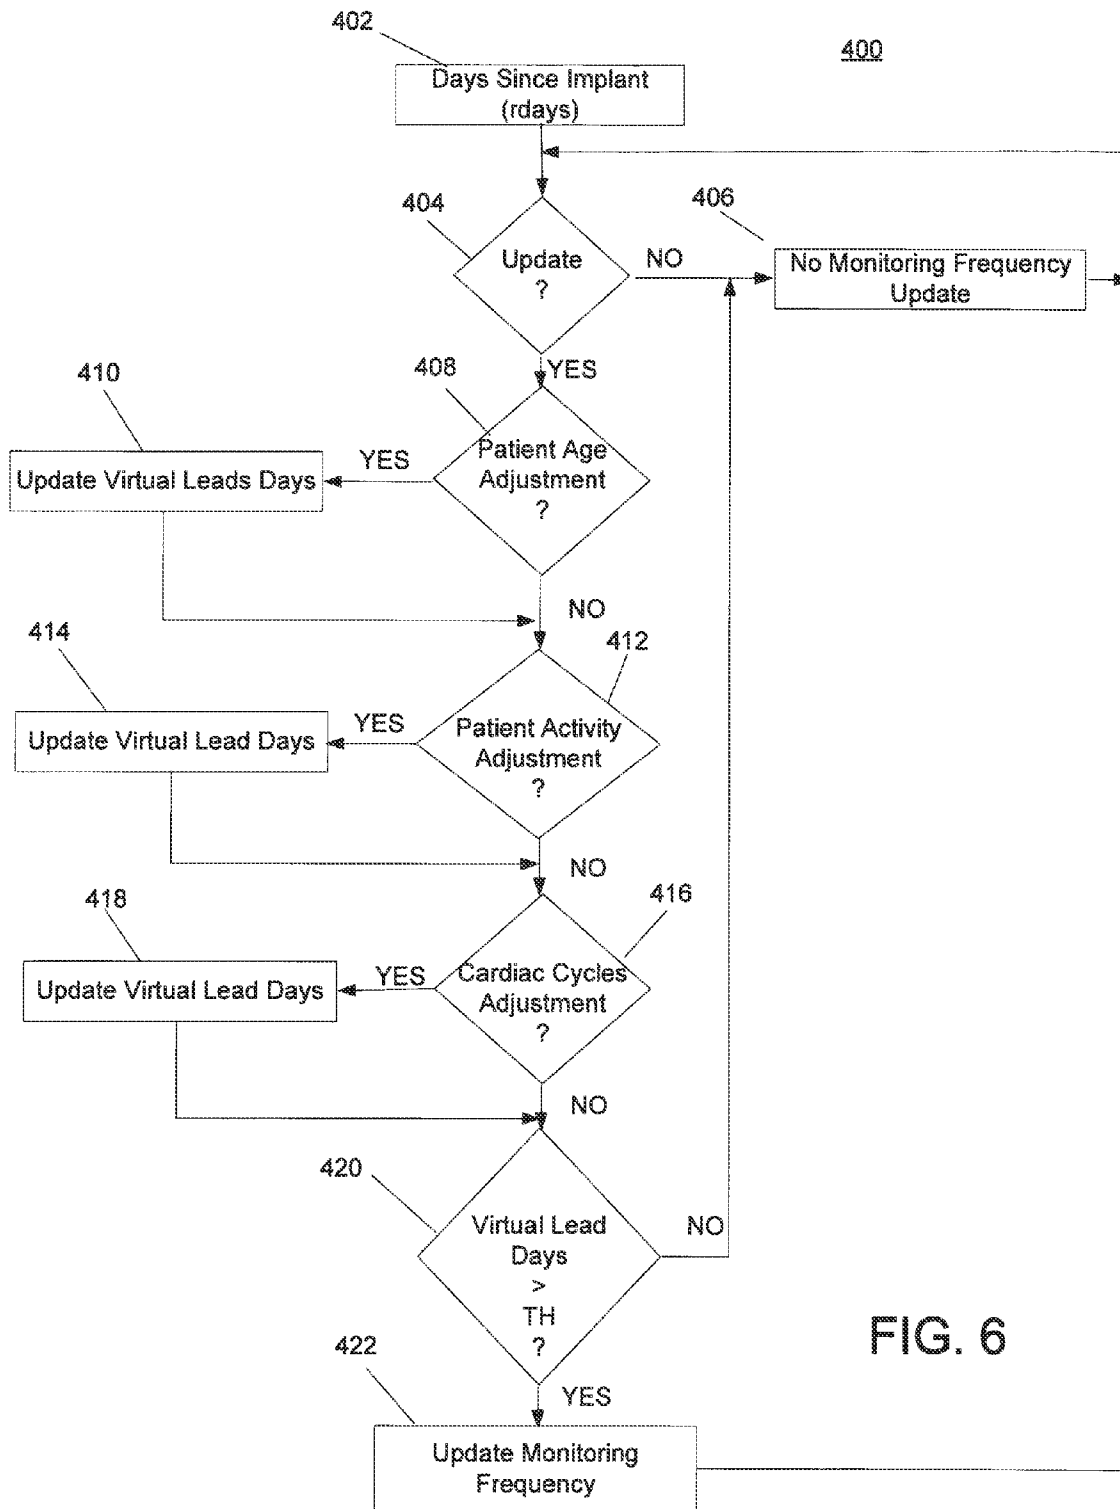 402
400
Days Since Implant
(rdays)
404
406
Update
?
NO
No Monitoring Frequency
Update
YES
408
410
Patient Age
Adjustment
?
YES
Update Virtual Leads Days
NO
414
412
Patient Activity
Adjustment
?
YES
Update Virtual Lead Days
NO
418
416
Cardiac Cycles
Adjustment
?
YES
Update Virtual Lead Days
NO
420
Virtual Lead
Days
>
TH
?
NO
FIG. 6
422
YES
Update Monitoring
Frequency